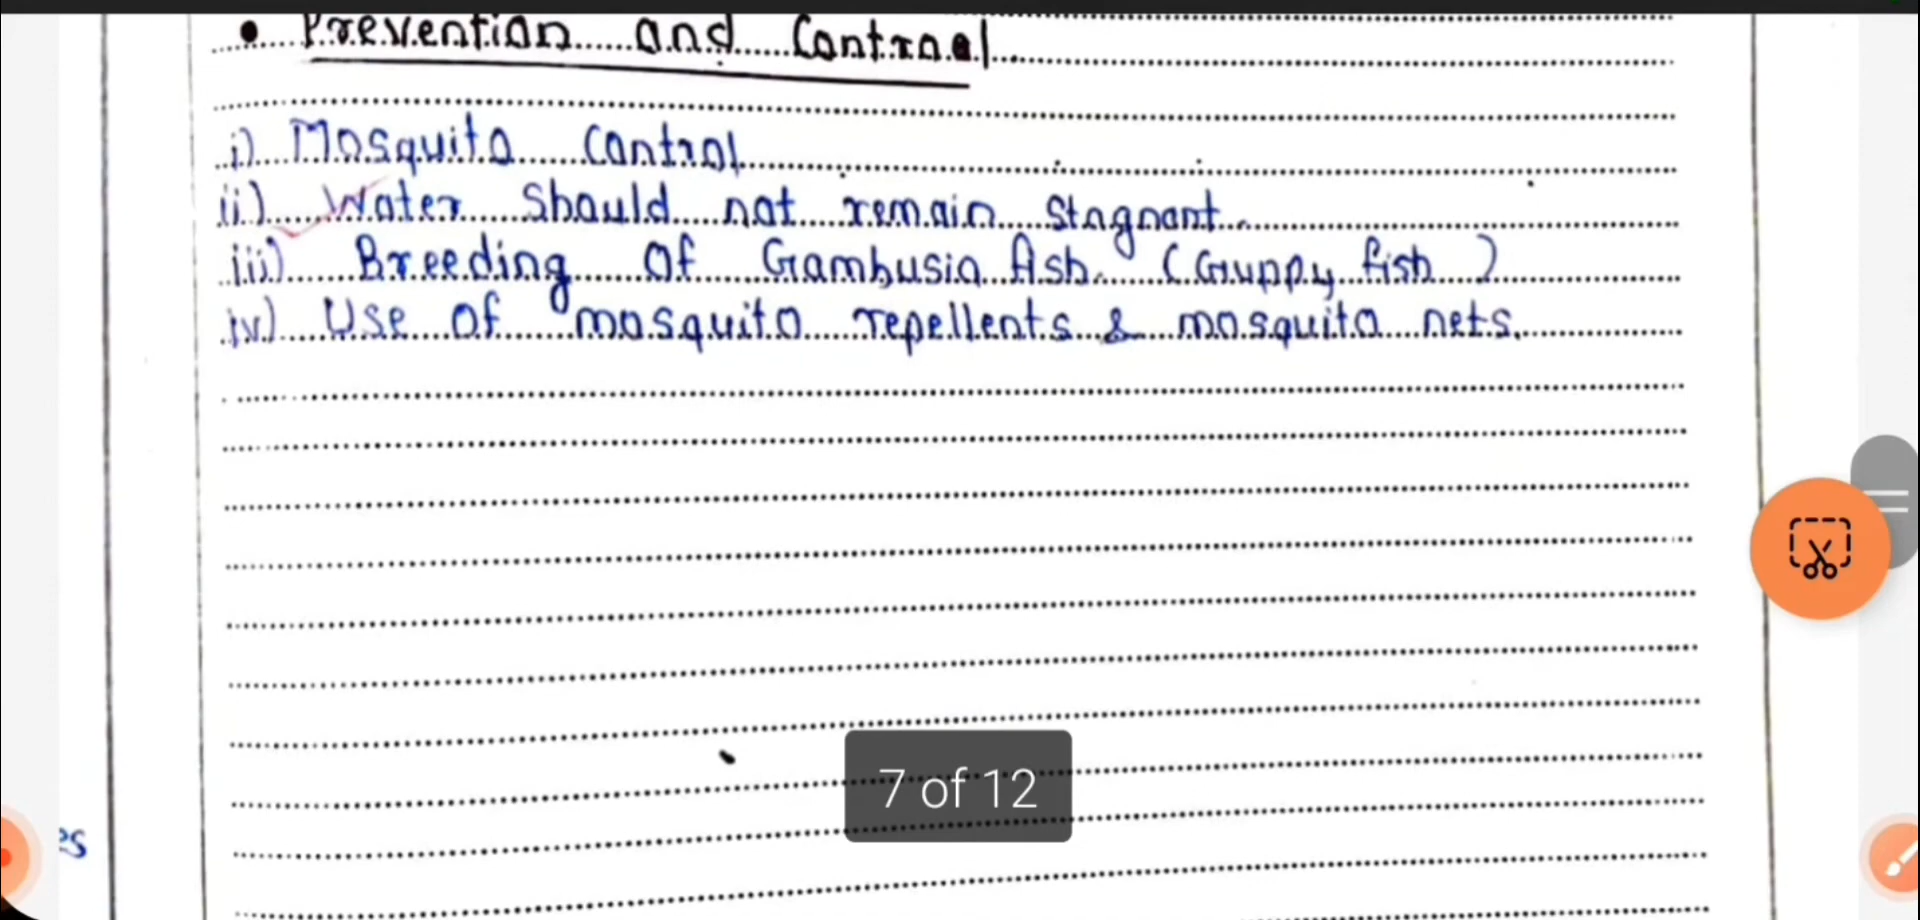 • Prevention and Control
i) Mosquito control
ii) Water should not remain stagnant.
iii) Breeding of Gambusia fish. (Guppy fish)
iv) Use of mosquito repellents & mosquito nets.
7 of 12
es